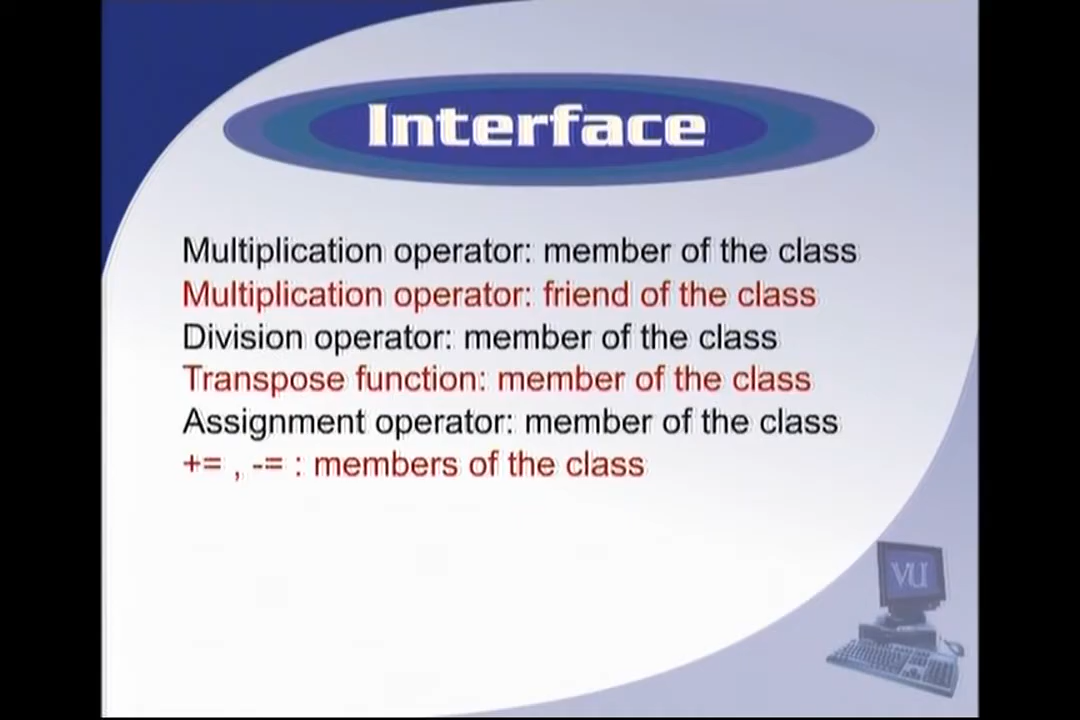 Interface
Multiplication operator: member of the class
Multiplication operator: friend of the class
Division operator: member of the class
Transpose function: member of the class
Assignment operator: member of the class
+= , -= : members of the class
VU